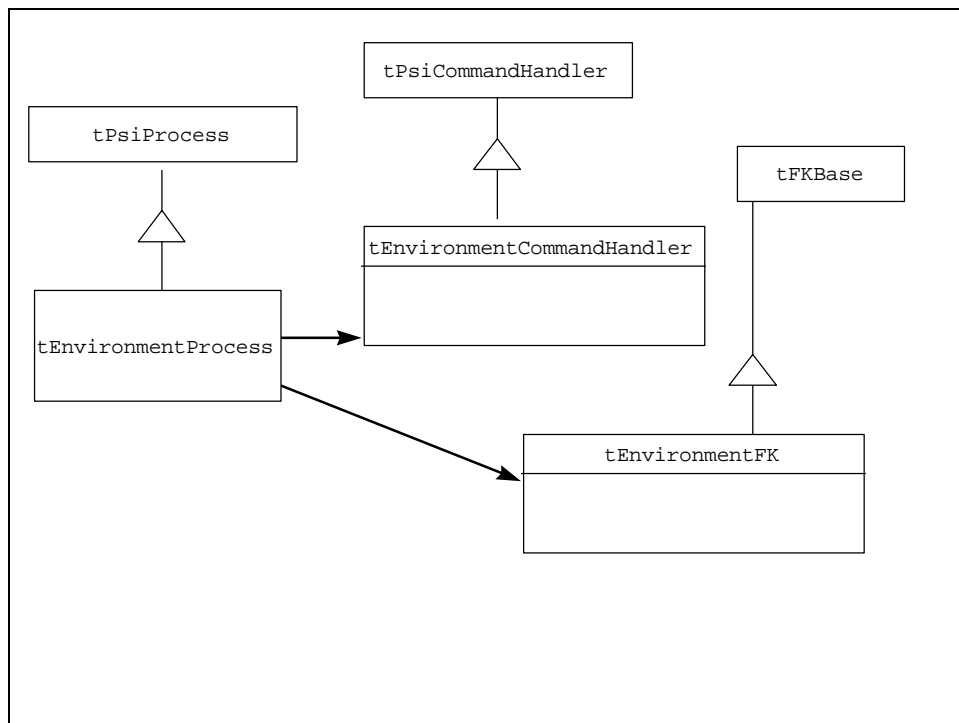 tPsiCommandHandler
tPsiProcess
tFKBase
tEnvironmentCommandHandler
tEnvironmentProcess
tEnvironmentFK